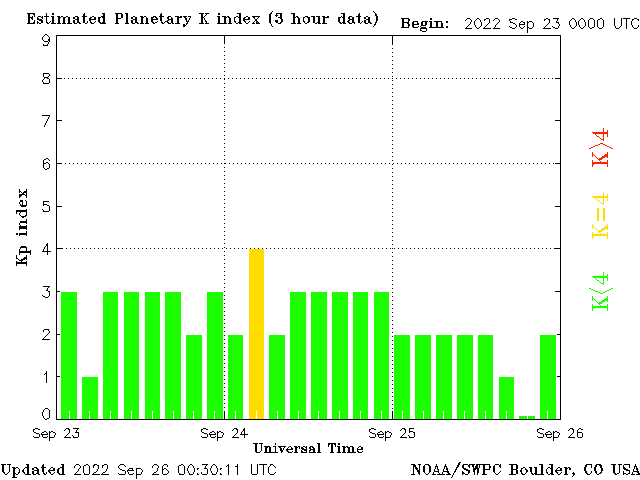 Estimated Planetary K index (3 hour data)
Begin: 2022 Sep 23 0000 UTC
9
8
7
6
5
4
3
2
1
0
Kp index
K<4
K=4
K>4
Sep 23
Sep 24
Sep 25
Sep 26
Universal Time
Updated 2022 Sep 26 00:30:11 UTC
NOAA/SWPC Boulder, CO USA